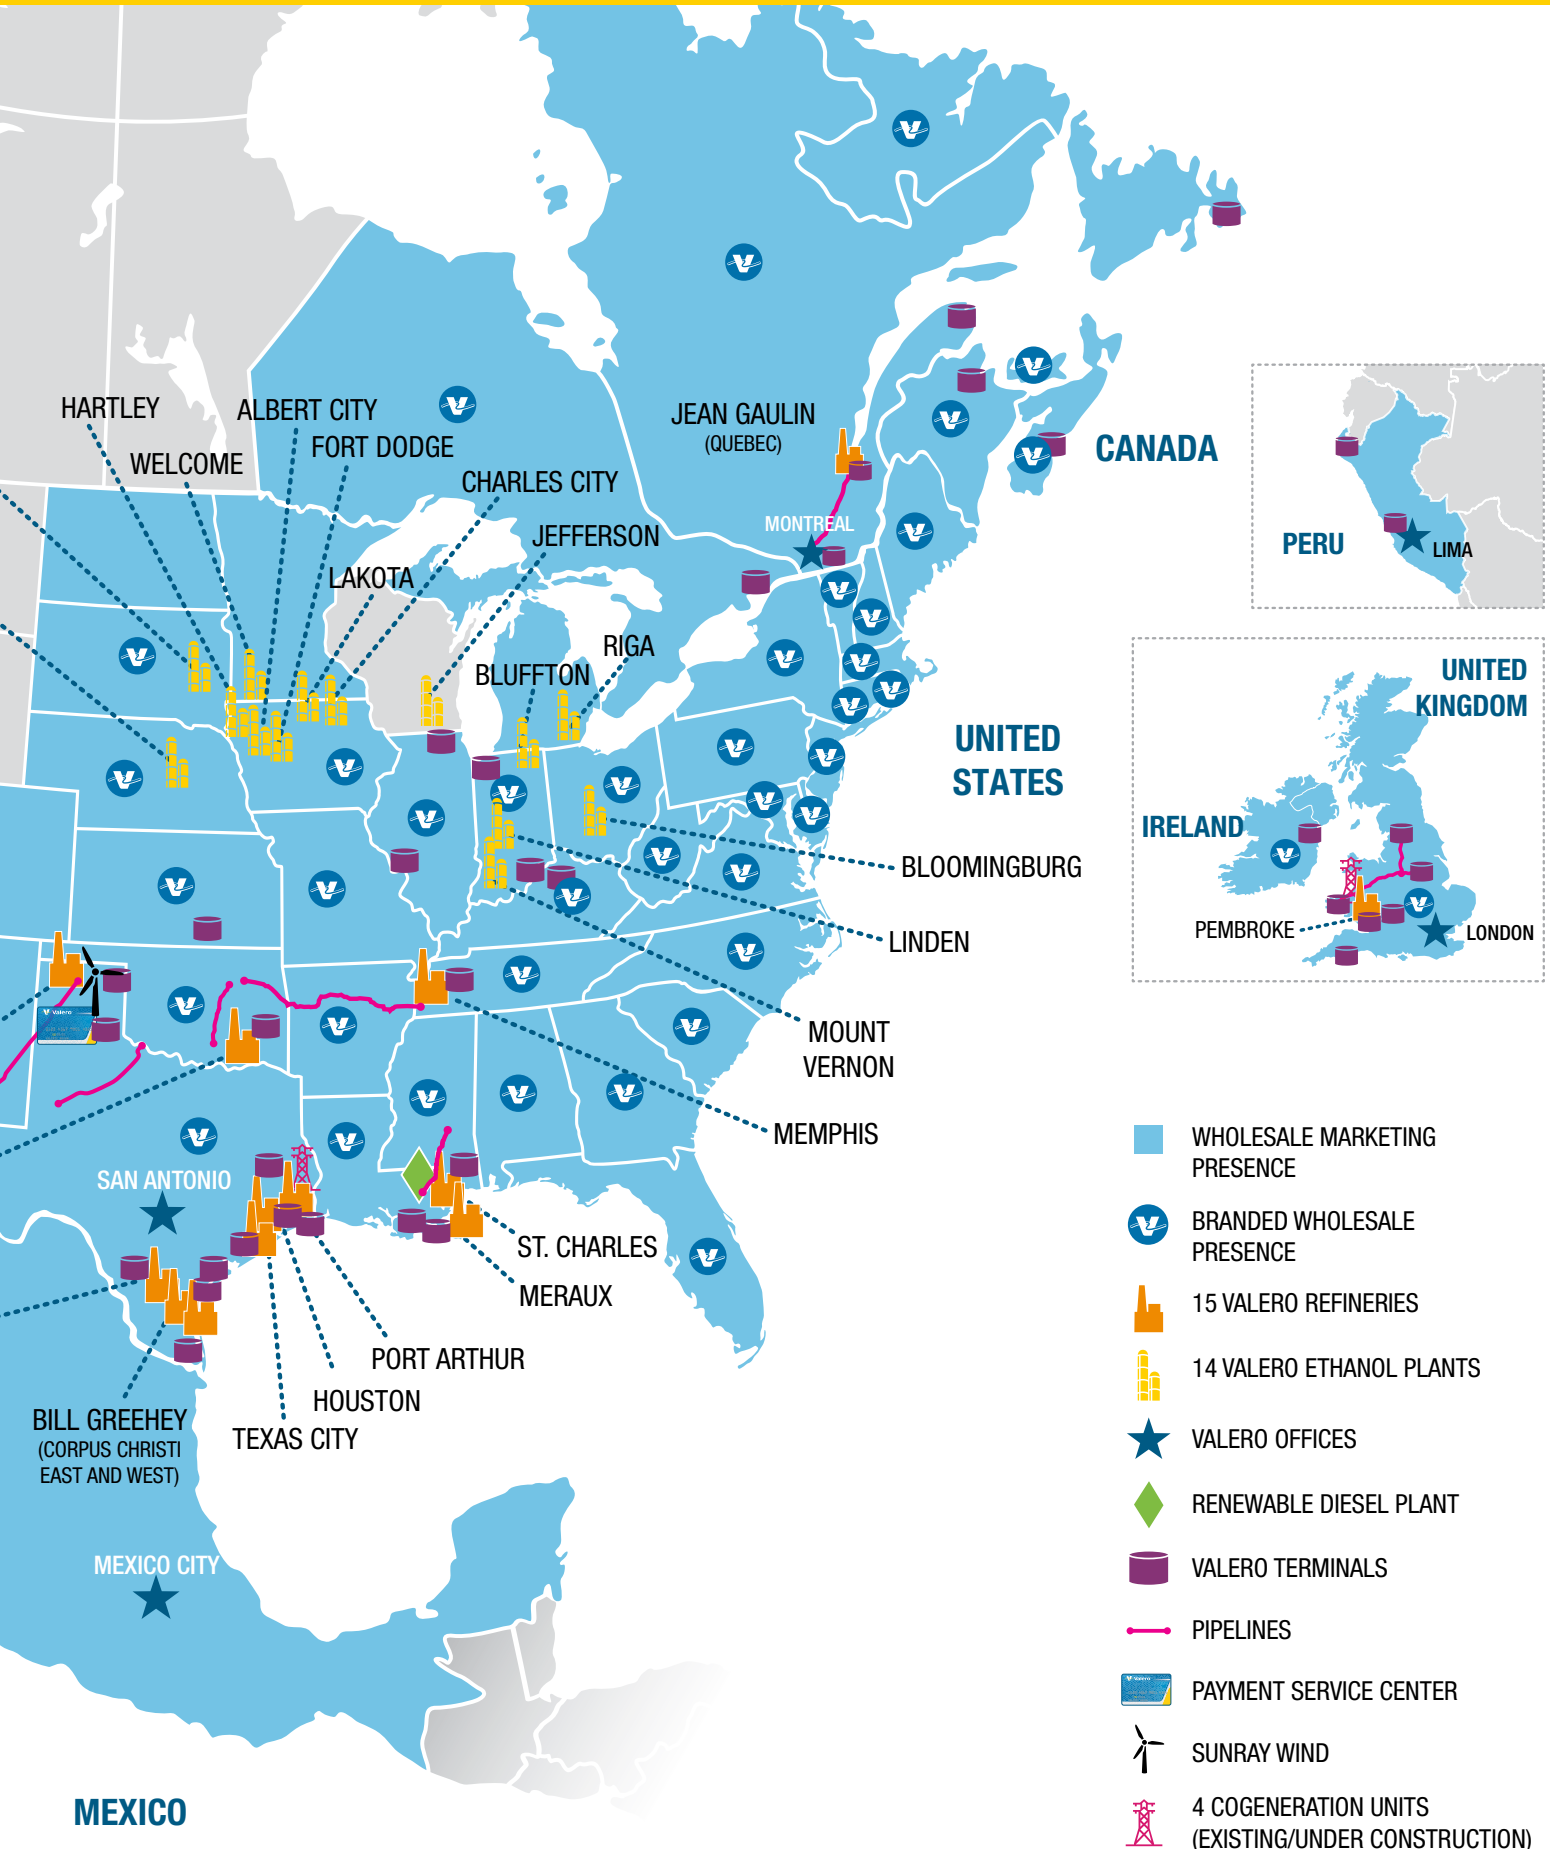 HARTLEY
ALBERT CITY
WELCOME
FORT DODGE
CHARLES CITY
JEFFERSON
LAKOTA
BLUFFTON
RIGA
JEAN GAULIN
(QUEBEC)
MONTREAL
CANADA
UNITED
STATES
BLOOMINGBURG
LINDEN
MOUNT
VERNON
MEMPHIS
Valero
SAN ANTONIO
ST. CHARLES
MERAUX
PORT ARTHUR
HOUSTON
TEXAS CITY
BILL GREEHEY
(CORPUS CHRISTI
EAST AND WEST)
MEXICO CITY
MEXICO
PERU
LIMA
UNITED
KINGDOM
IRELAND
PEMBROKE
LONDON
WHOLESALE MARKETING
PRESENCE
BRANDED WHOLESALE
PRESENCE
15 VALERO REFINERIES
14 VALERO ETHANOL PLANTS
VALERO OFFICES
RENEWABLE DIESEL PLANT
VALERO TERMINALS
PIPELINES
Valero
PAYMENT SERVICE CENTER
SUNRAY WIND
4 COGENERATION UNITS
(EXISTING/UNDER CONSTRUCTION)